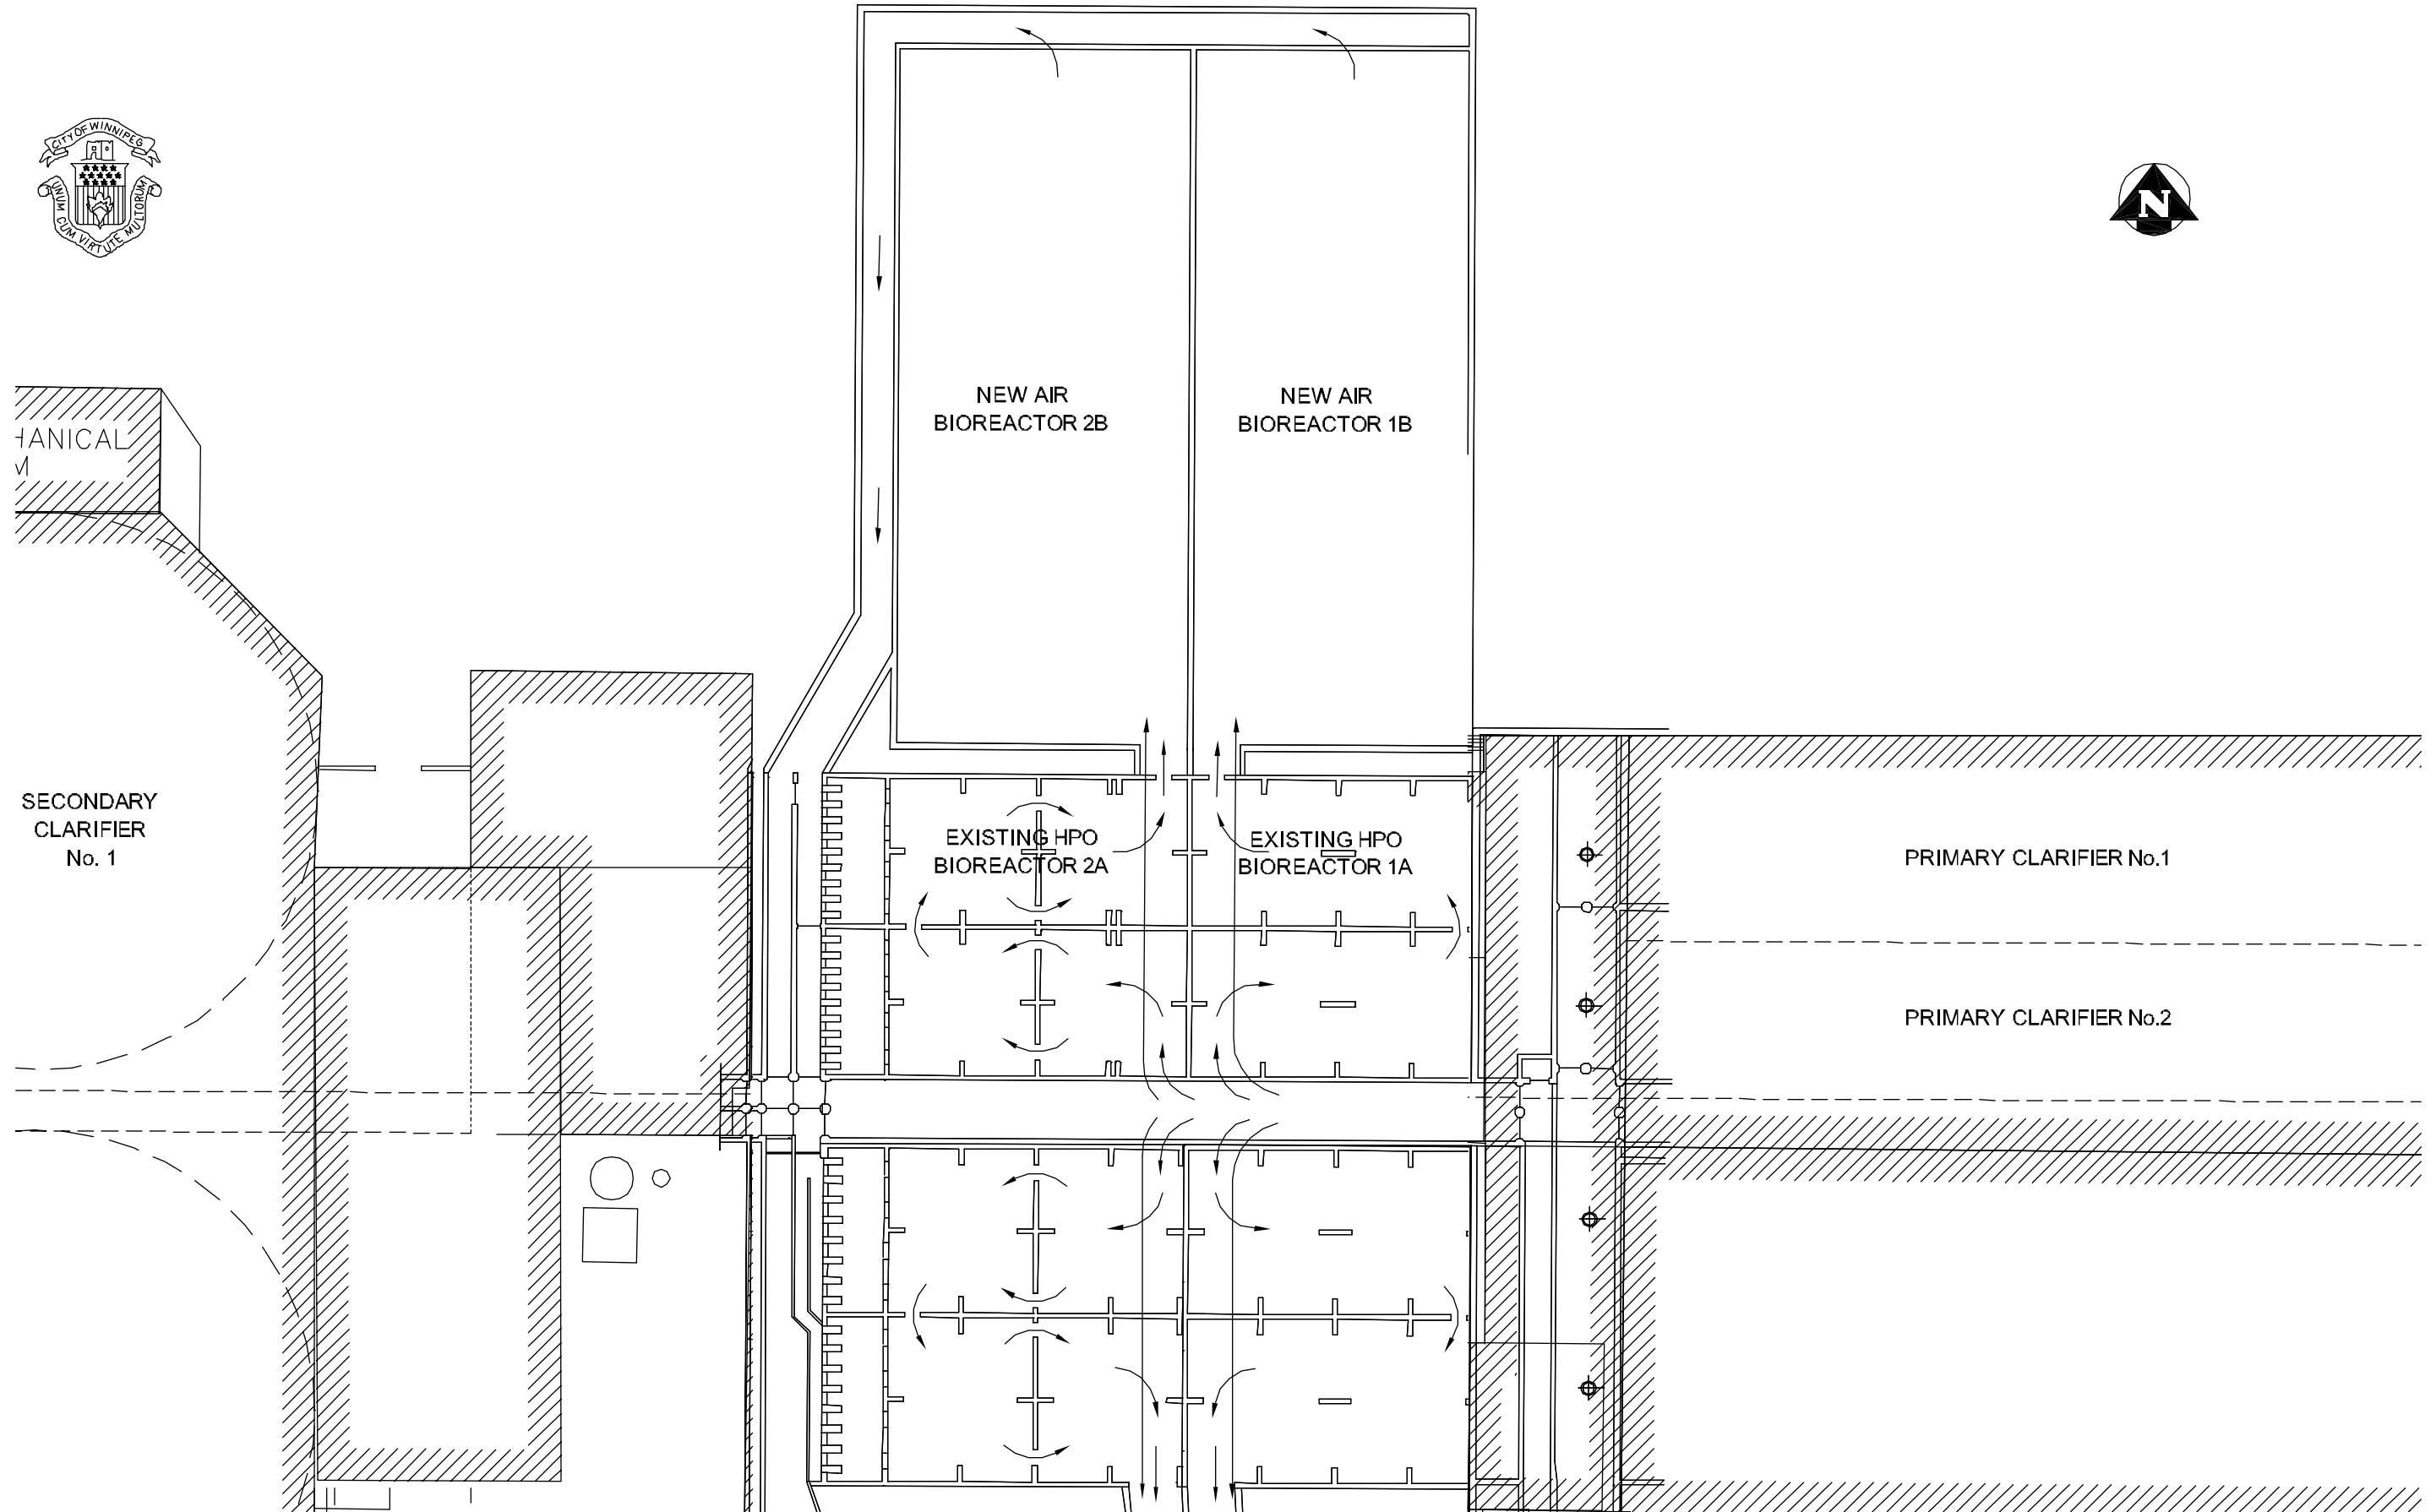 CITY OF WINNIPEG
UNUM CUM VIRTUTE MULTORUM
N
NEW AIR
BIOREACTOR 2B
NEW AIR
BIOREACTOR 1B
HANICAL
M
SECONDARY
CLARIFIER
No. 1
EXISTING HPO
BIOREACTOR 2A
EXISTING HPO
BIOREACTOR 1A
PRIMARY CLARIFIER No.1
PRIMARY CLARIFIER No.2